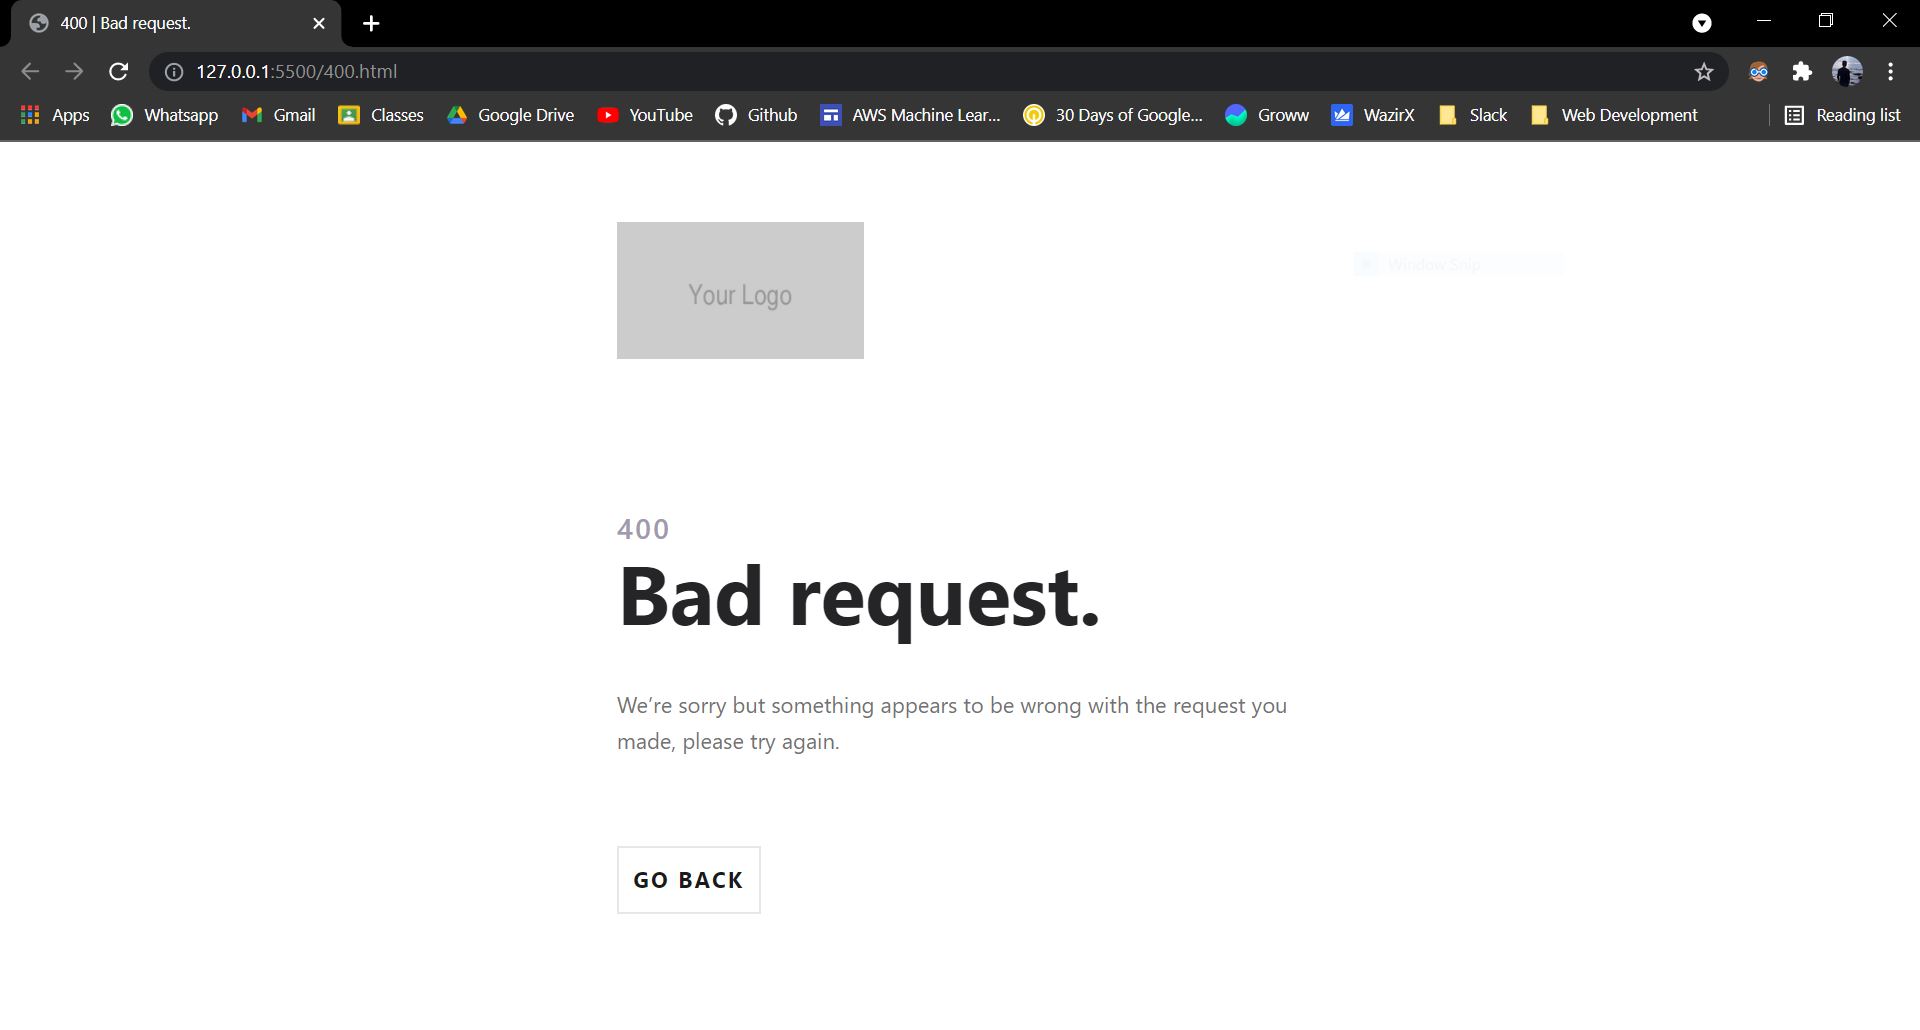 400 | Bad request.
127.0.0.1:5500/400.html
Apps Whatsapp Gmail Classes Google Drive YouTube Github AWS Machine Lear... 30 Days of Google... Groww WazirX Slack Web Development Reading list
Your Logo
Window Snip
400
Bad request.
We’re sorry but something appears to be wrong with the request you
made, please try again.
GO BACK